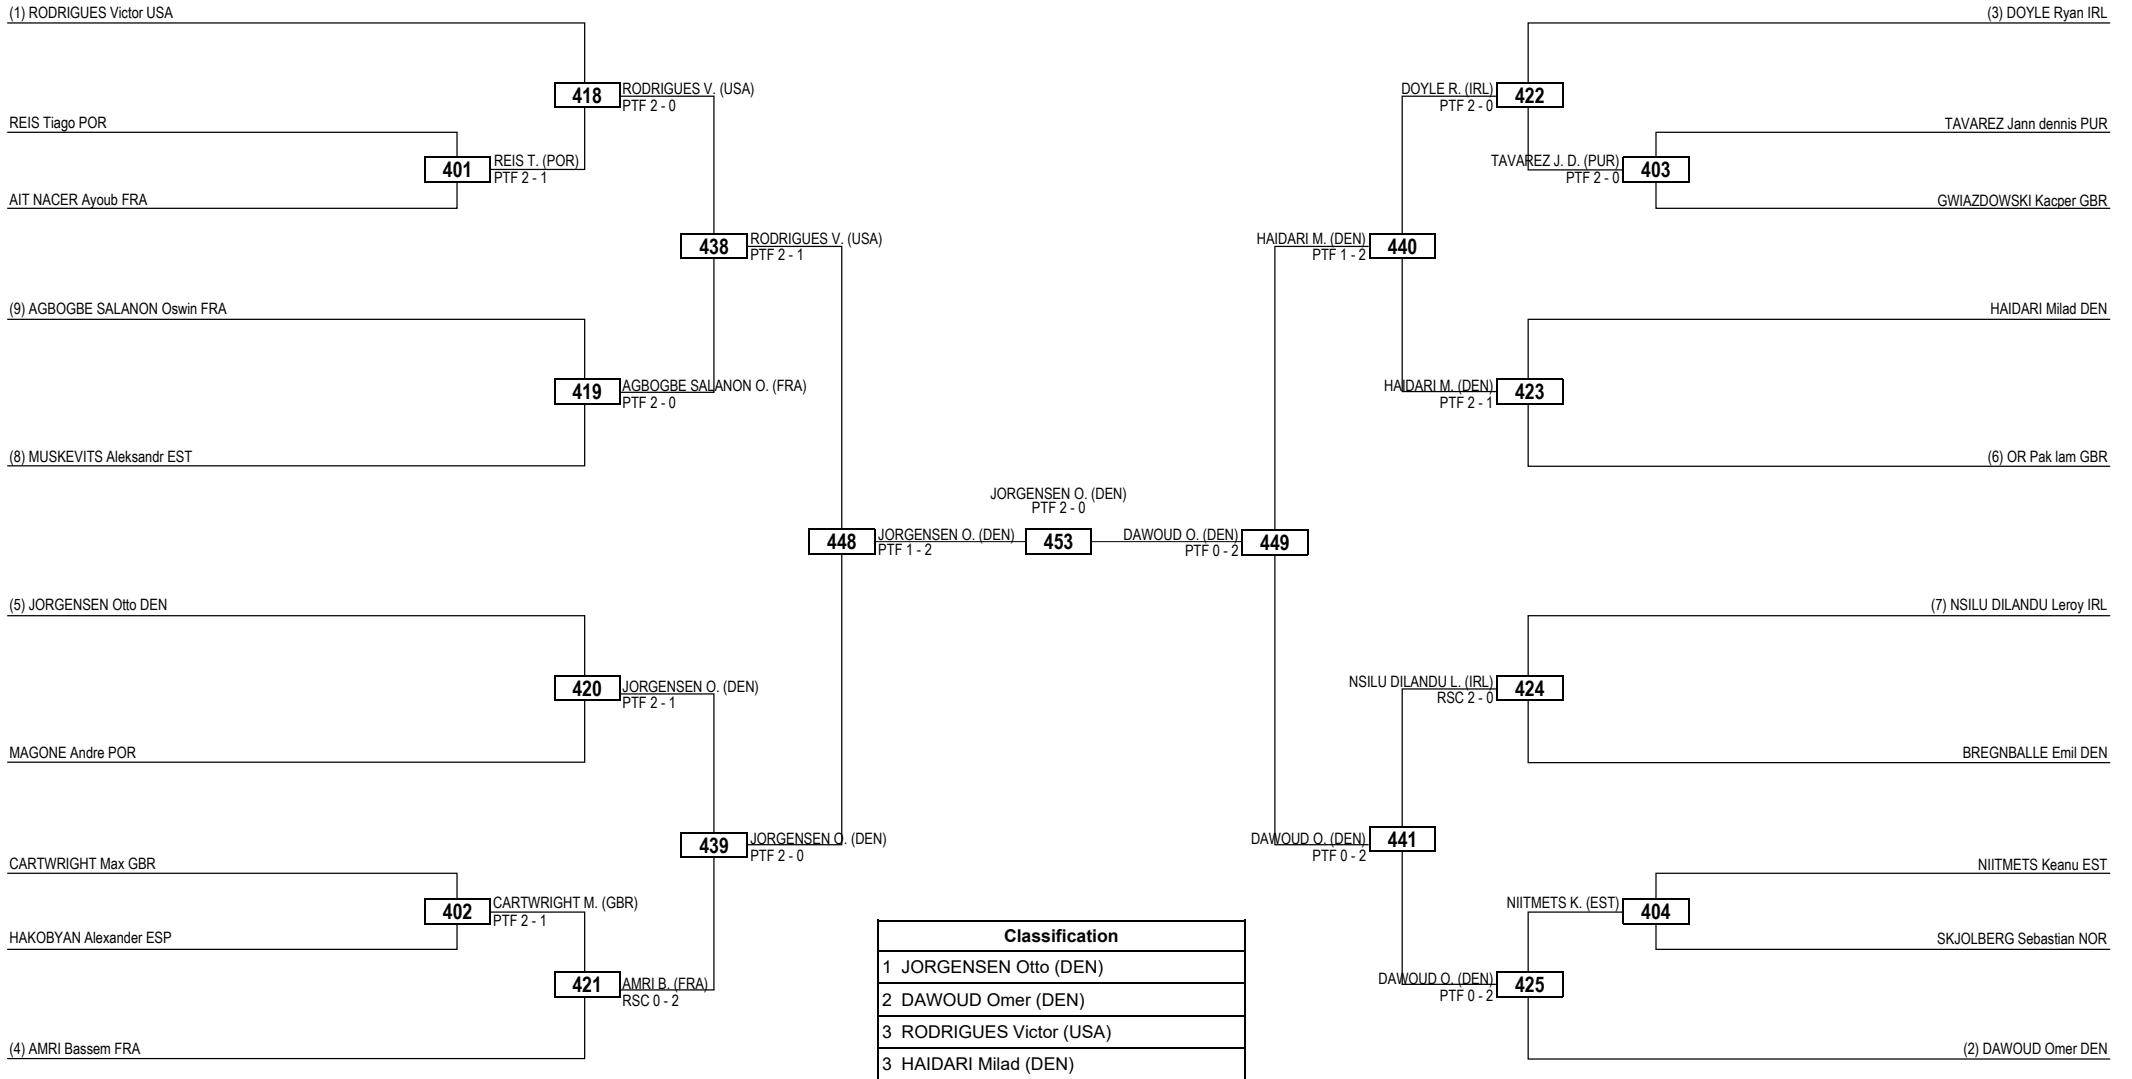 (1) RODRIGUES Victor USA
(3) DOYLE Ryan IRL
418
RODRIGUES V. (USA)
PTF 2 - 0
DOYLE R. (IRL)
PTF 2 - 0
422
REIS Tiago POR
TAVAREZ Jann dennis PUR
401
REIS T. (POR)
PTF 2 - 1
TAVAREZ J. D. (PUR)
PTF 2 - 0
403
AIT NACER Ayoub FRA
GWIAZDOWSKI Kacper GBR
438
RODRIGUES V. (USA)
PTF 2 - 1
HAIDARI M. (DEN)
PTF 1 - 2
440
(9) AGBOGBE SALANON Oswin FRA
HAIDARI Milad DEN
419
AGBOGBE SALANON O. (FRA)
PTF 2 - 0
HAIDARI M. (DEN)
PTF 2 - 1
423
(8) MUSKEVITS Aleksandr EST
(6) OR Pak lam GBR
JORGENSEN O. (DEN)
PTF 2 - 0
448
JORGENSEN O. (DEN)
PTF 1 - 2
453
DAWOUD O. (DEN)
PTF 0 - 2
449
(5) JORGENSEN Otto DEN
(7) NSILU DILANDU Leroy IRL
420
JORGENSEN O. (DEN)
PTF 2 - 1
NSILU DILANDU L. (IRL)
RSC 2 - 0
424
MAGONE Andre POR
BREGNBALLE Emil DEN
439
JORGENSEN O. (DEN)
PTF 2 - 0
DAWOUD O. (DEN)
PTF 0 - 2
441
CARTWRIGHT Max GBR
NIITMETS Keanu EST
402
CARTWRIGHT M. (GBR)
PTF 2 - 1
NIITMETS K. (EST)
404
HAKOBYAN Alexander ESP
SKJOLBERG Sebastian NOR
421
AMRI B. (FRA)
RSC 0 - 2
DAWOUD O. (DEN)
PTF 0 - 2
425
(4) AMRI Bassem FRA
(2) DAWOUD Omer DEN
Classification
1 JORGENSEN Otto (DEN)
2 DAWOUD Omer (DEN)
3 RODRIGUES Victor (USA)
3 HAIDARI Milad (DEN)